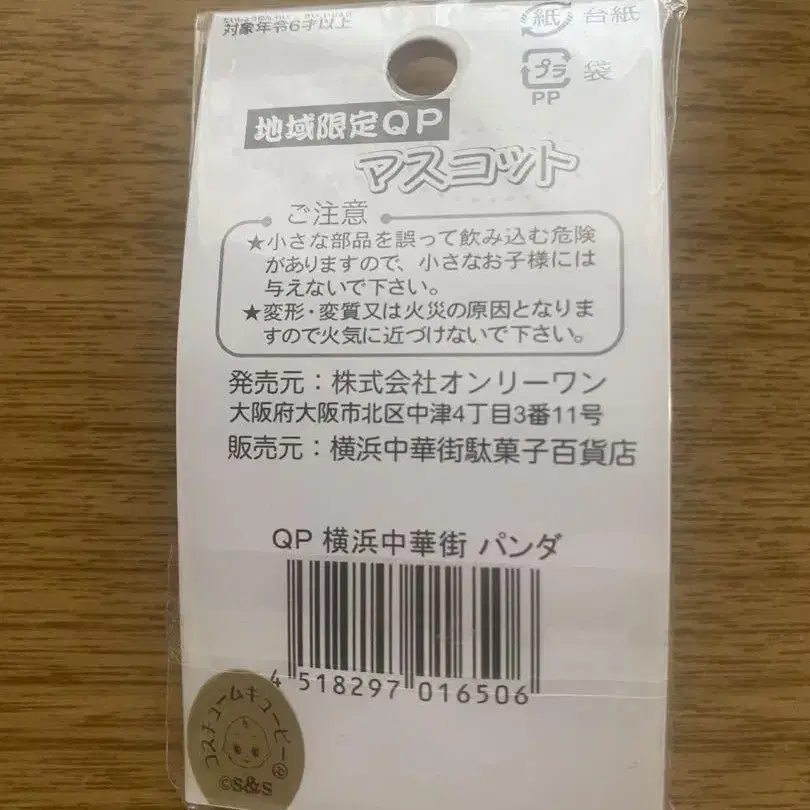 対象年令6才以上
紙 台紙
プラ 袋
PP
地域限定QP
マスコット
ご注意
★小さな部品を誤って飲み込む危険
がありますので、小さなお子様には
与えないで下さい。
★変形・変質又は火災の原因となりま
すので火気に近づけないで下さい。
発売元：株式会社オンリーワン
大阪府大阪市北区中津4丁目3番11号
販売元：横浜中華街駄菓子百貨店
QP 横浜中華街 パンダ
4 518297 016506
コスチュームキューピー®
©S&S